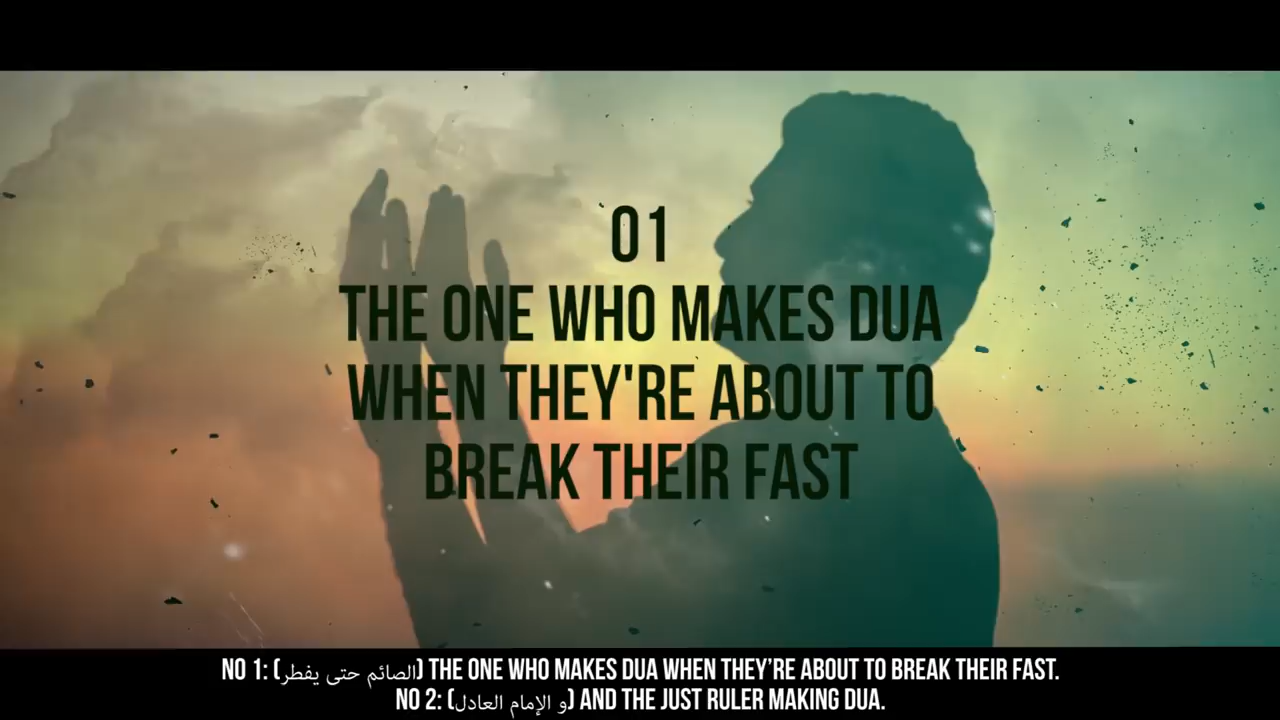 01
THE ONE WHO MAKES DUA
WHEN THEY'RE ABOUT TO
BREAK THEIR FAST
NO 1: (الصائم حتى يفطر) THE ONE WHO MAKES DUA WHEN THEY'RE ABOUT TO BREAK THEIR FAST.
NO 2: (و الإمام العادل) AND THE JUST RULER MAKING DUA.